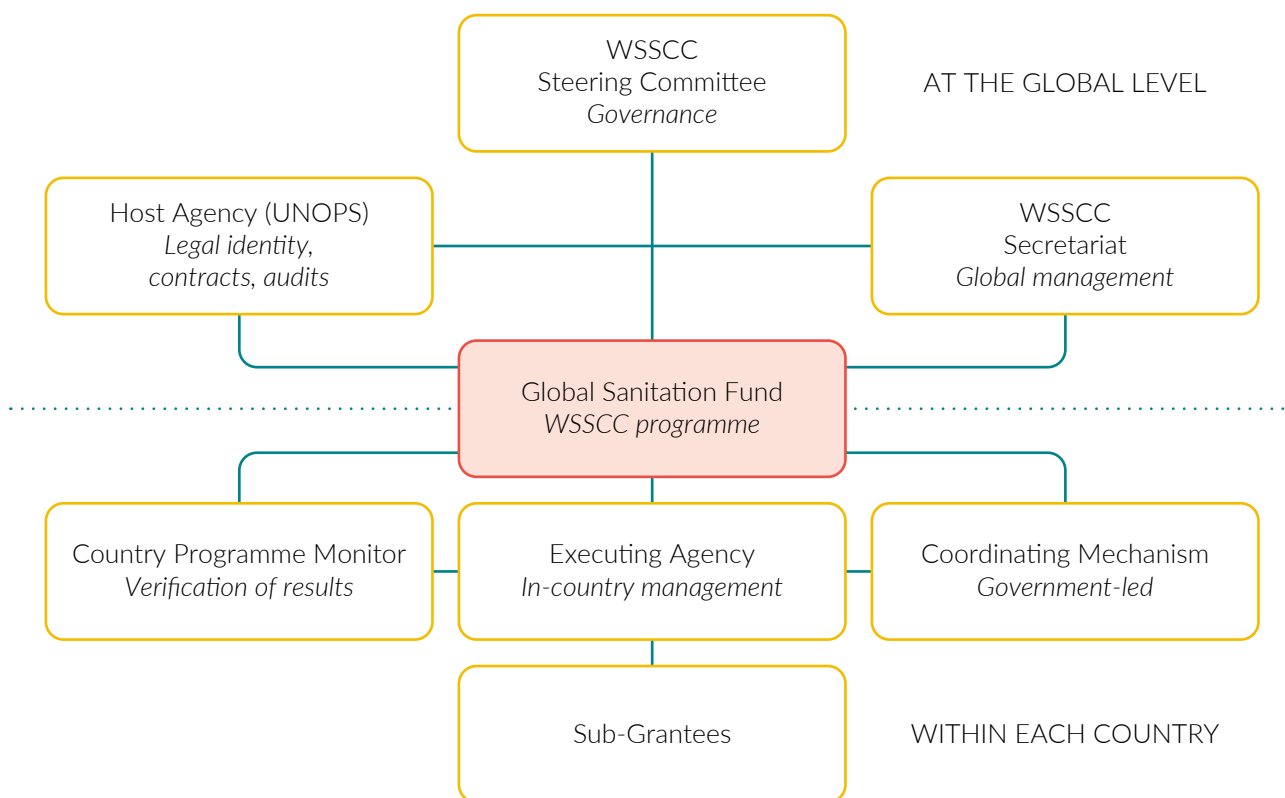 WSSCC
Steering Committee
Governance
AT THE GLOBAL LEVEL
Host Agency (UNOPS)
Legal identity,
contracts, audits
WSSCC
Secretariat
Global management
Global Sanitation Fund
WSSCC programme
Country Programme Monitor
Verification of results
Executing Agency
In-country management
Coordinating Mechanism
Government-led
Sub-Grantees
WITHIN EACH COUNTRY